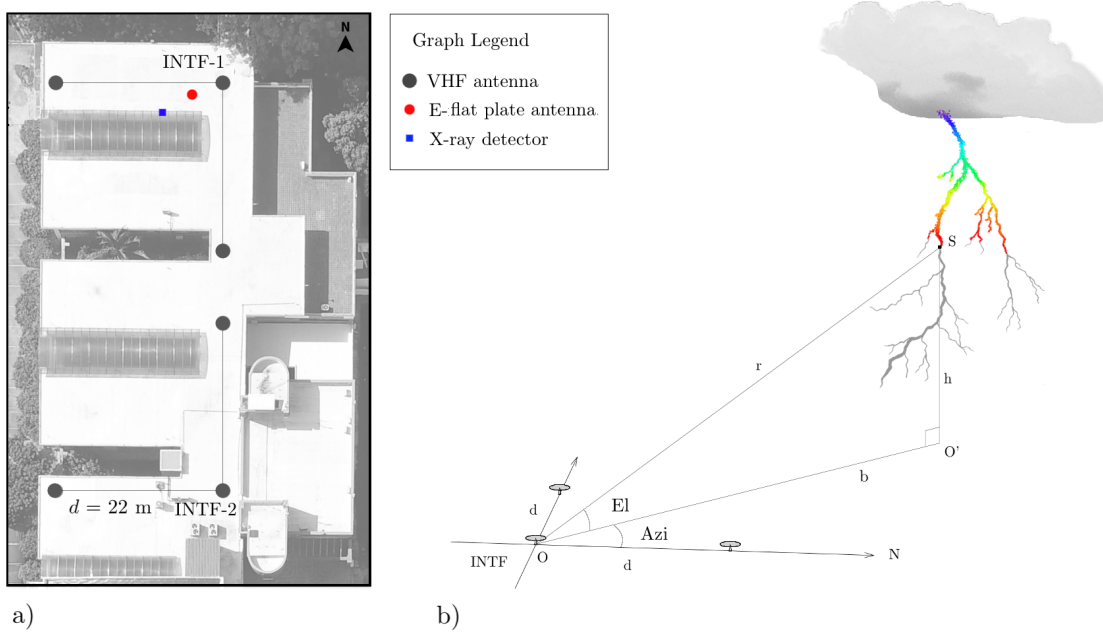 N
INTF-1
d = 22 m
INTF-2
a)
Graph Legend
VHF antenna
E-flat plate antenna.
X-ray detector
S
r
h
O'
b
El
d
Azi
INTF
O
d
N
b)